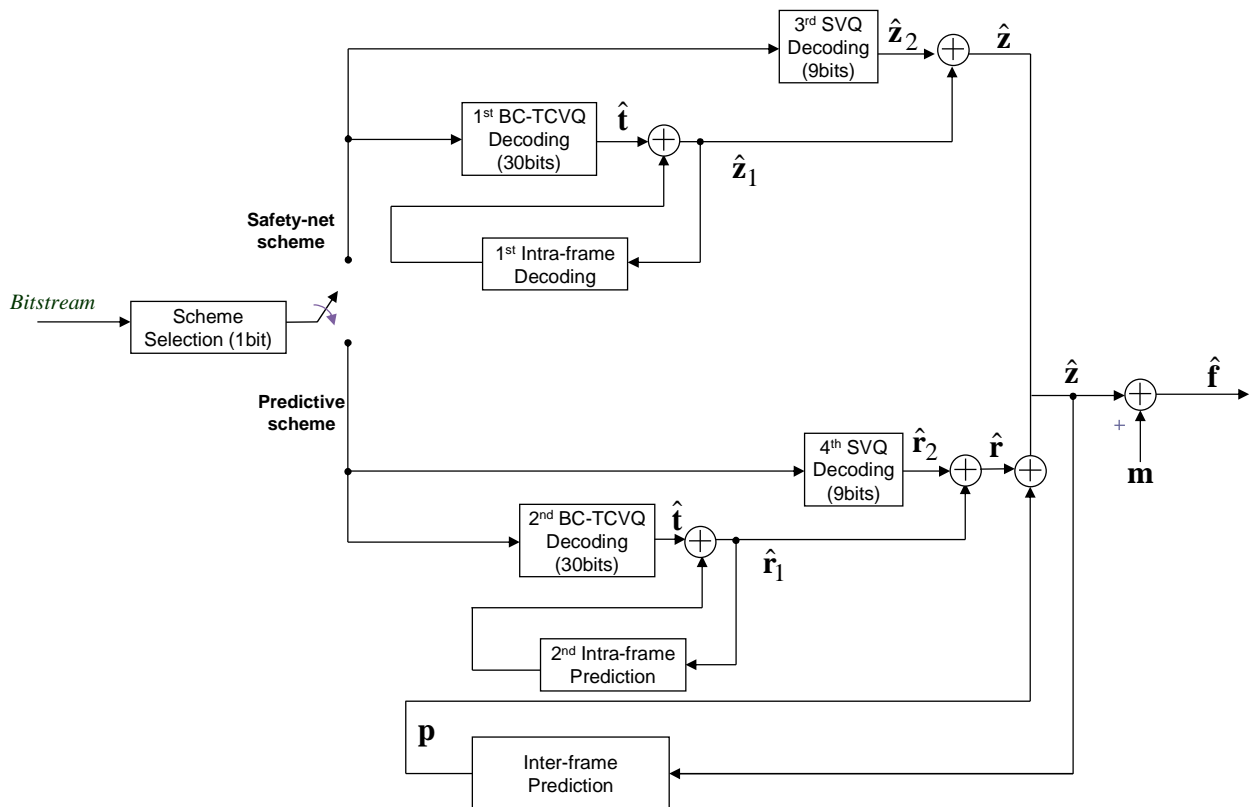 3rd SVQ
Decoding
(9bits)
ẑ2
ẑ
1st BC-TCVQ
Decoding
(30bits)
t̂
ẑ1
Safety-net
scheme
1st Intra-frame
Decoding
Bitstream
Scheme
Selection (1bit)
Predictive
scheme
ẑ
f̂
+
m
4th SVQ
Decoding
(9bits)
r̂2
r̂
2nd BC-TCVQ
Decoding
(30bits)
t̂
r̂1
2nd Intra-frame
Prediction
p
Inter-frame
Prediction